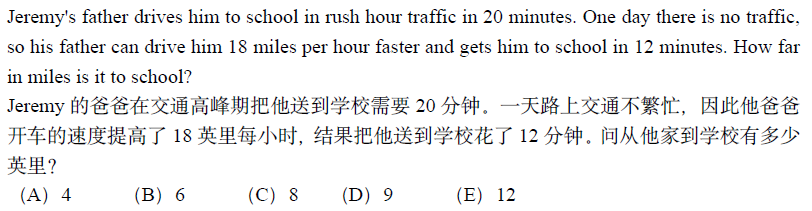 Jeremy's father drives him to school in rush hour traffic in 20 minutes. One day there is no traffic,
so his father can drive him 18 miles per hour faster and gets him to school in 12 minutes. How far
in miles is it to school?
Jeremy 的爸爸在交通高峰期把他送到学校需要 20 分钟。一天路上交通不繁忙，因此他爸爸
开车的速度提高了 18 英里每小时，结果把他送到学校花了 12 分钟。问从他家到学校有多少
英里？
（A）4 （B）6 （C）8 （D）9 （E）12